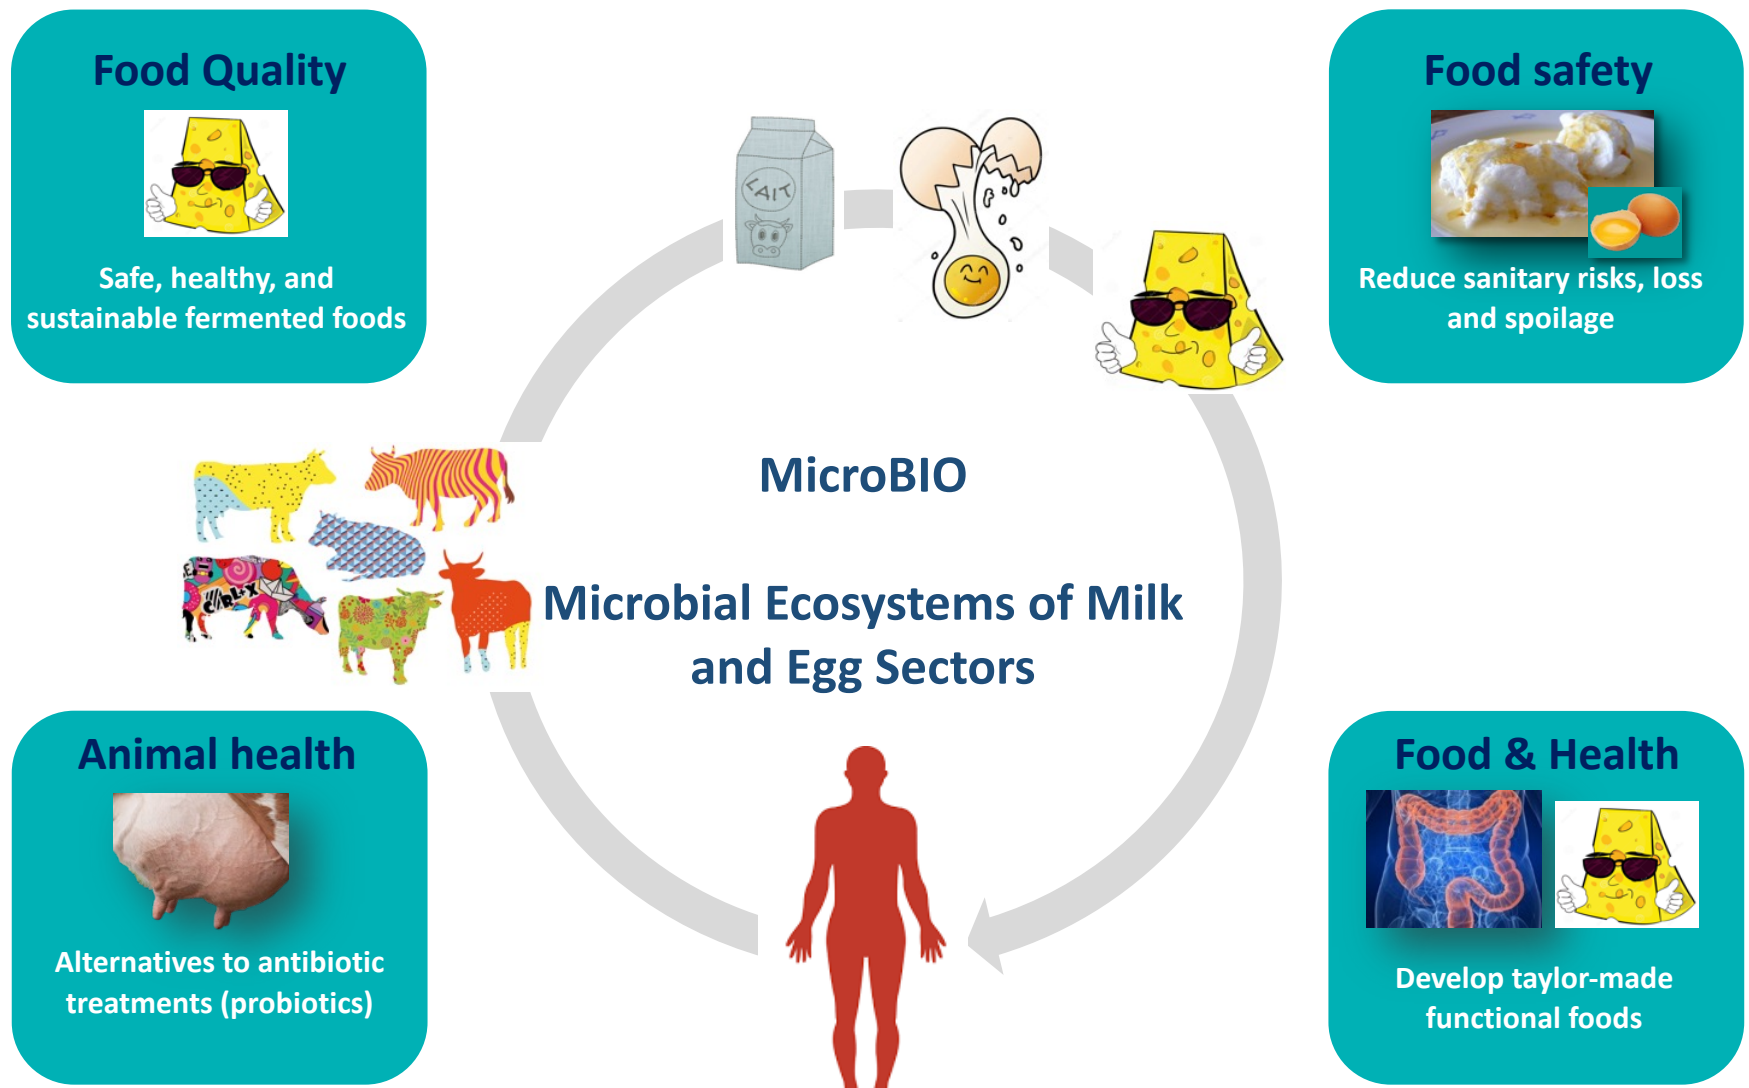 Food Quality
Safe, healthy, and
sustainable fermented foods
Food safety
Reduce sanitary risks, loss
and spoilage
LAIT
MicroBIO
Microbial Ecosystems of Milk
and Egg Sectors
Animal health
Alternatives to antibiotic
treatments (probiotics)
Food & Health
Develop taylor-made
functional foods